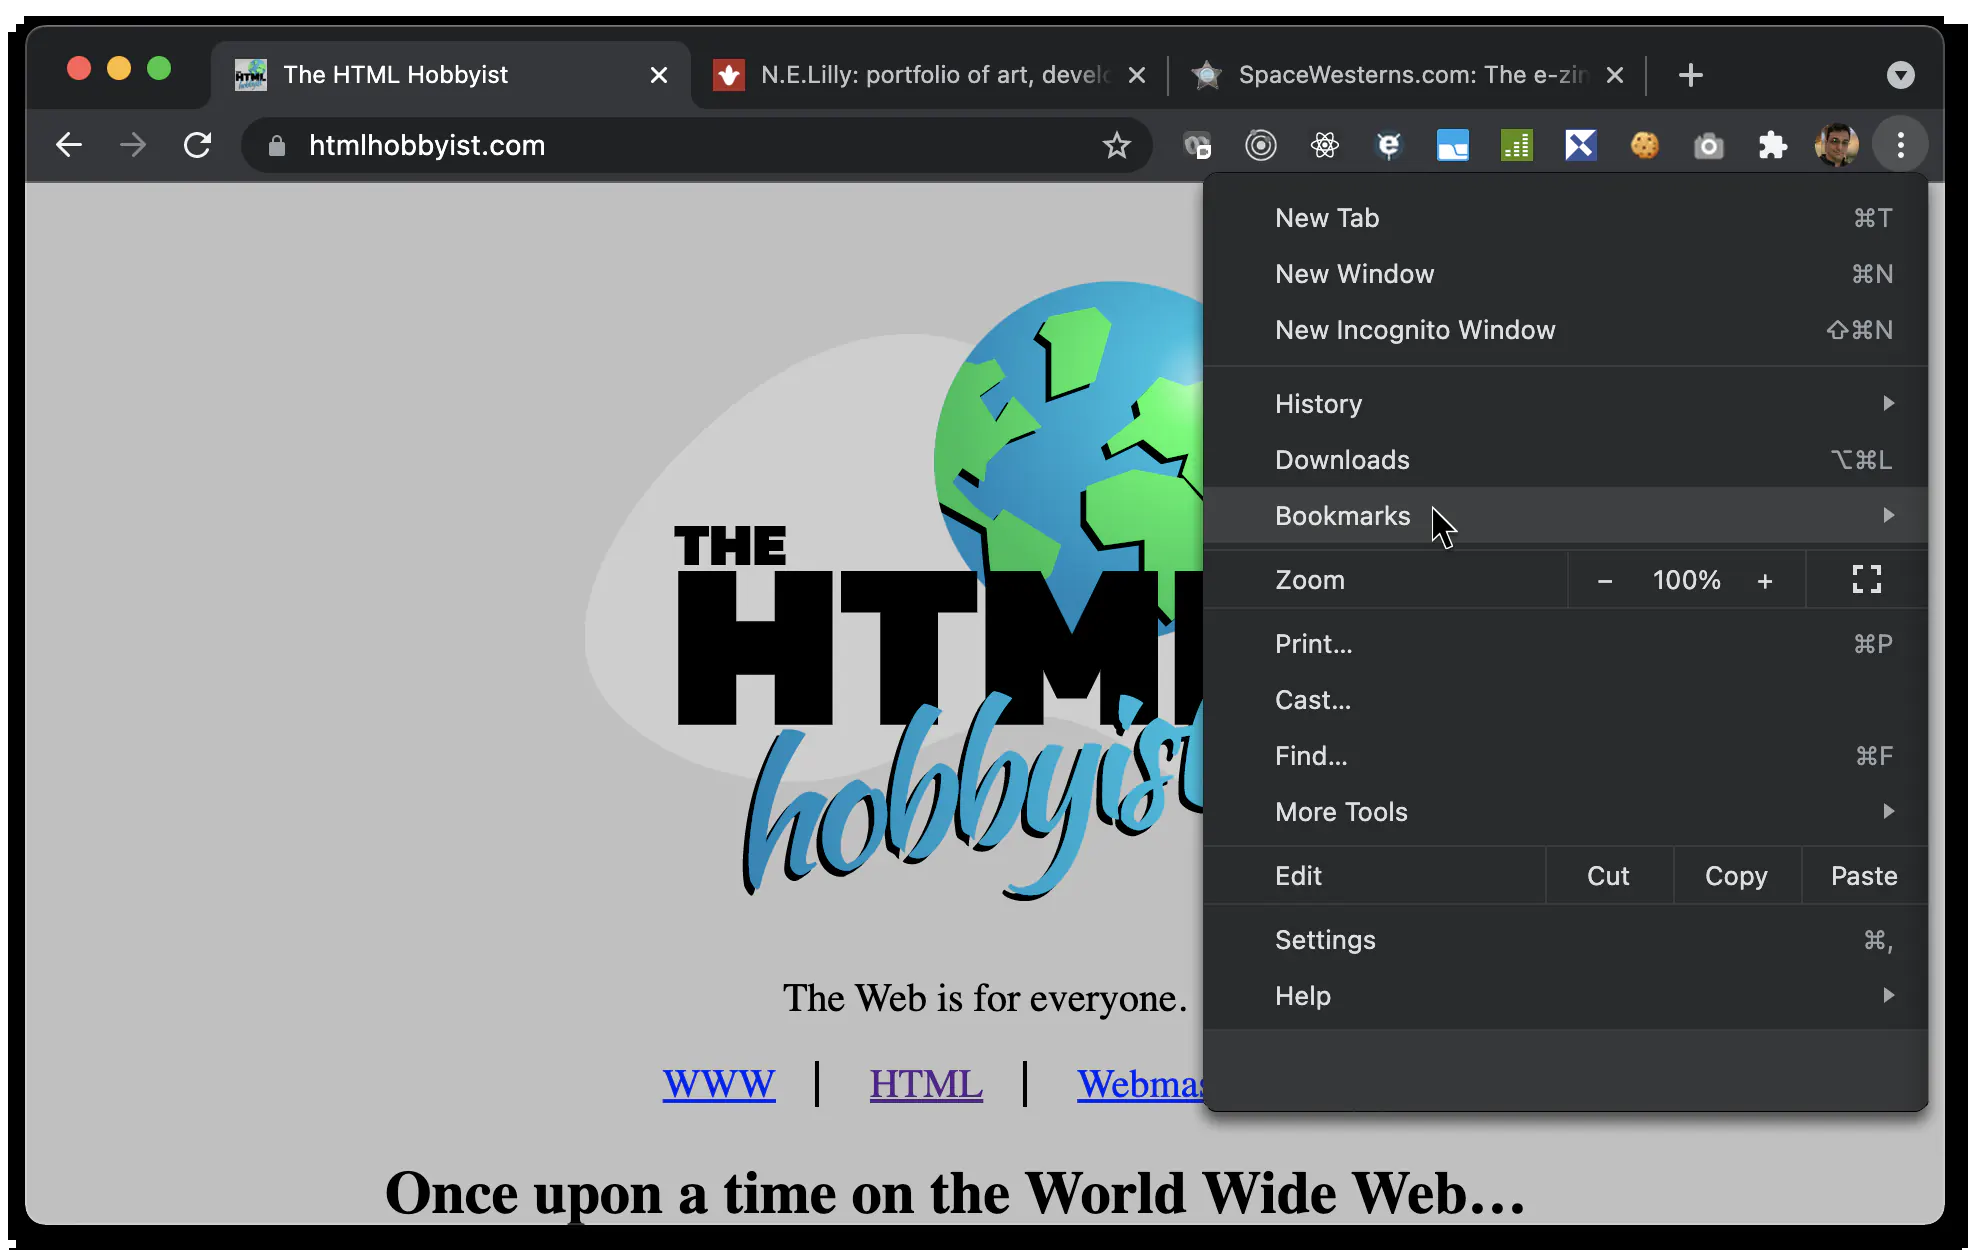 The HTML Hobbyist
N.E.Lilly: portfolio of art, develo
SpaceWesterns.com: The e-zin
htmlhobbyist.com
New Tab ⌘T
New Window ⌘N
New Incognito Window ⇧⌘N
History
Downloads ⌥⌘L
Bookmarks
Zoom − 100% +
Print... ⌘P
Cast...
Find... ⌘F
More Tools
Edit Cut Copy Paste
Settings ⌘,
Help
THE
HTML
hobbyist
The Web is for everyone.
WWW | HTML | Webmas
Once upon a time on the World Wide Web...